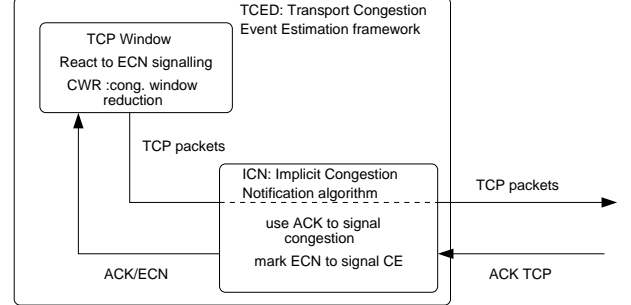 TCED: Transport Congestion
Event Estimation framework
TCP Window
React to ECN signalling
CWR :cong. window
reduction
TCP packets
ICN: Implicit Congestion
Notification algorithm
TCP packets
use ACK to signal
congestion
mark ECN to signal CE
ACK/ECN
ACK TCP